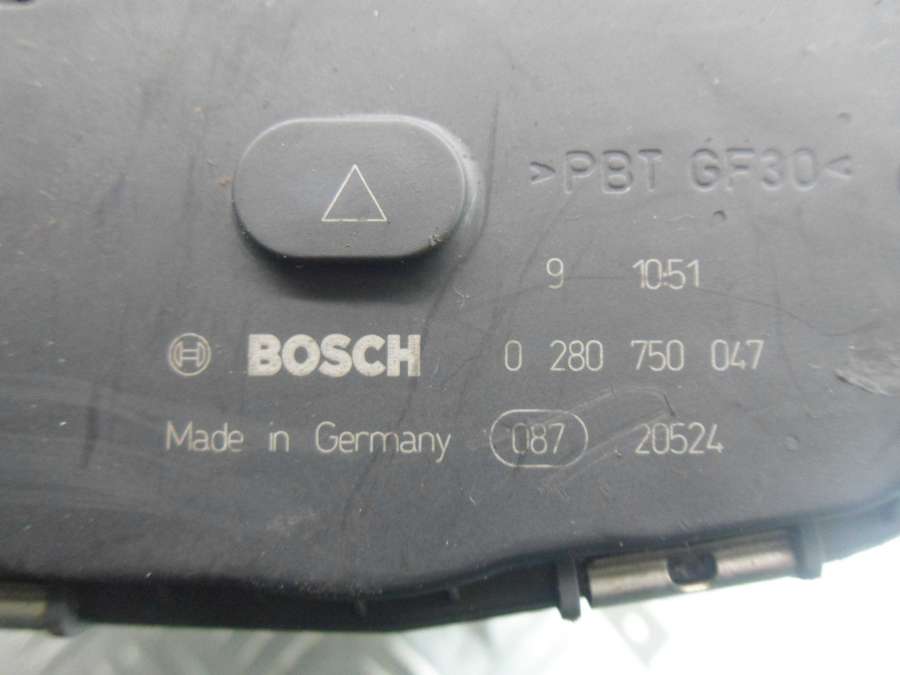 >PBT GF30<
9 10:51
BOSCH 0 280 750 047
Made in Germany 087 20524